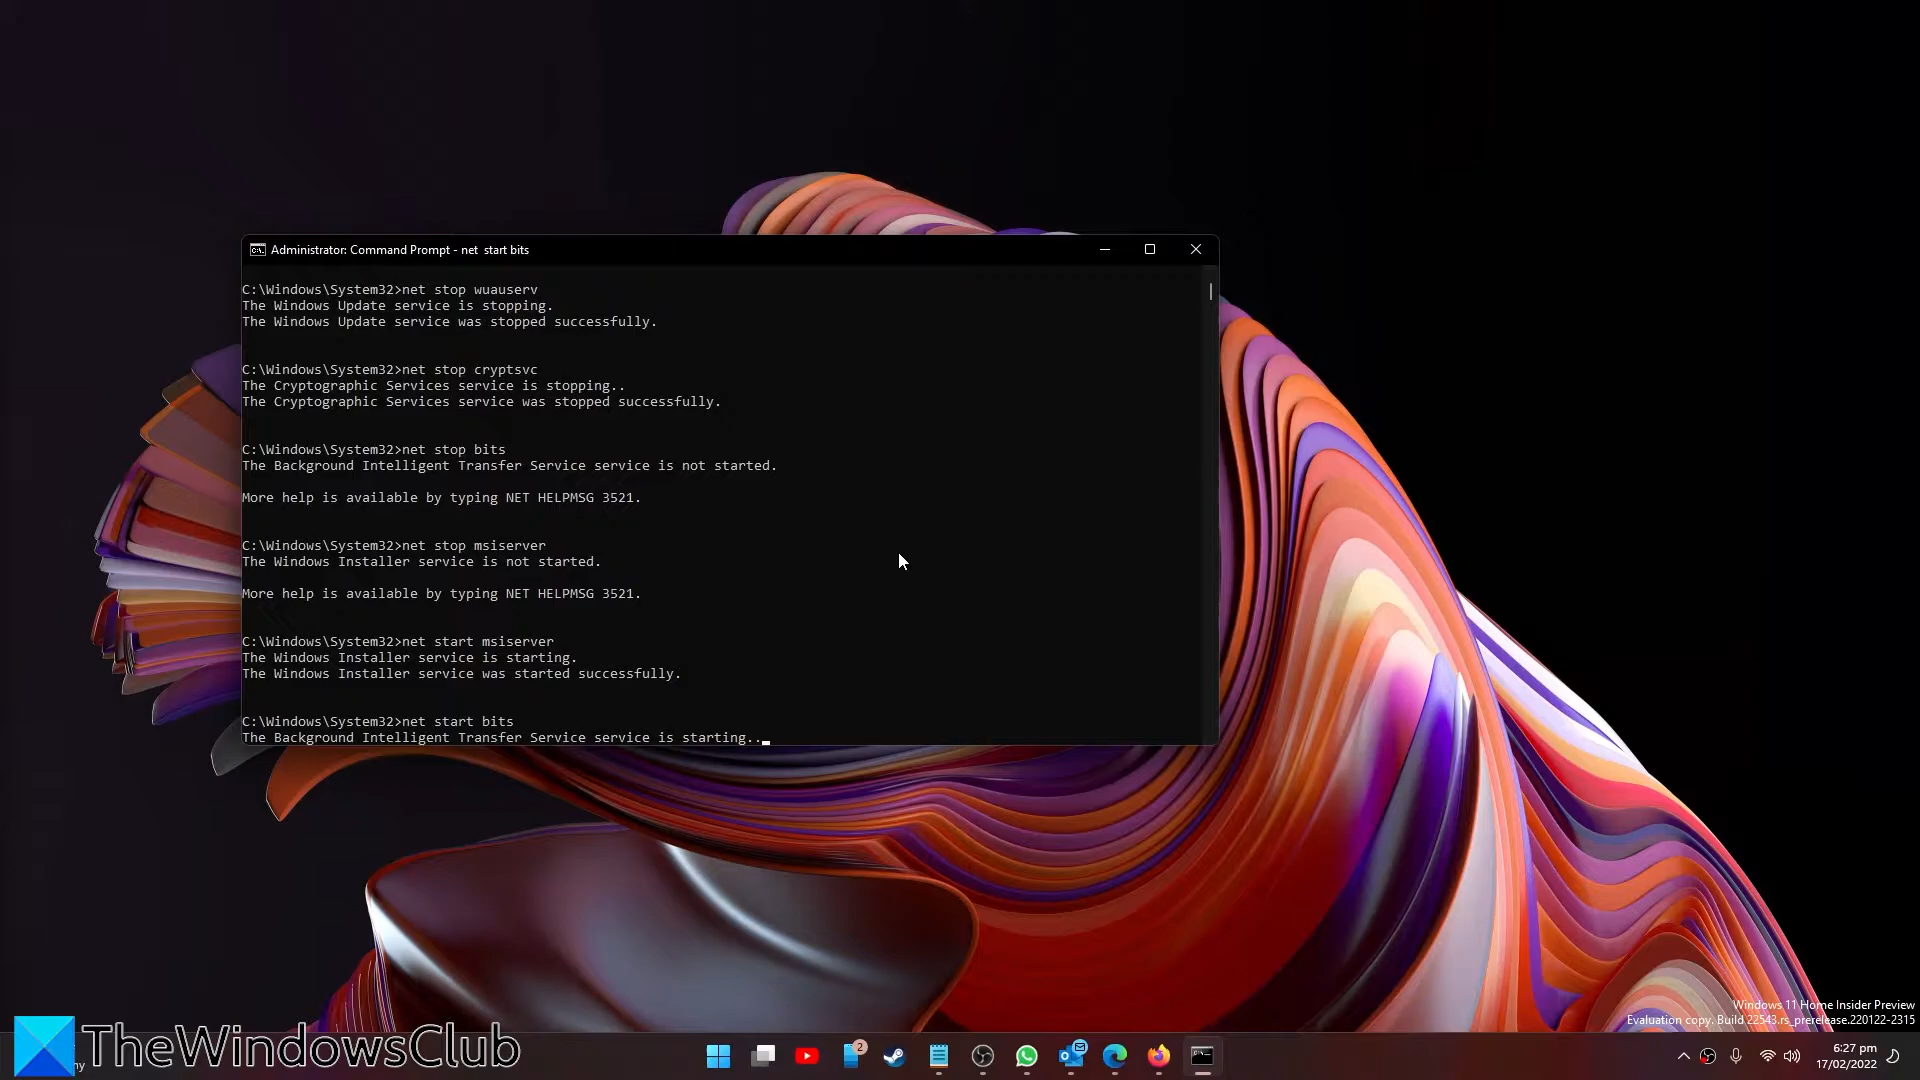 Administrator: Command Prompt - net  start bits
C:\Windows\System32>net stop wuauserv
The Windows Update service is stopping.
The Windows Update service was stopped successfully.
C:\Windows\System32>net stop cryptsvc
The Cryptographic Services service is stopping..
The Cryptographic Services service was stopped successfully.
C:\Windows\System32>net stop bits
The Background Intelligent Transfer Service service is not started.
More help is available by typing NET HELPMSG 3521.
C:\Windows\System32>net stop msiserver
The Windows Installer service is not started.
More help is available by typing NET HELPMSG 3521.
C:\Windows\System32>net start msiserver
The Windows Installer service is starting.
The Windows Installer service was started successfully.
C:\Windows\System32>net start bits
The Background Intelligent Transfer Service service is starting..
Windows 11 Home Insider Preview
Evaluation copy. Build 22543.rs_prerelease.220122-2315
TheWindowsClub
2
6:27 pm
17/02/2022